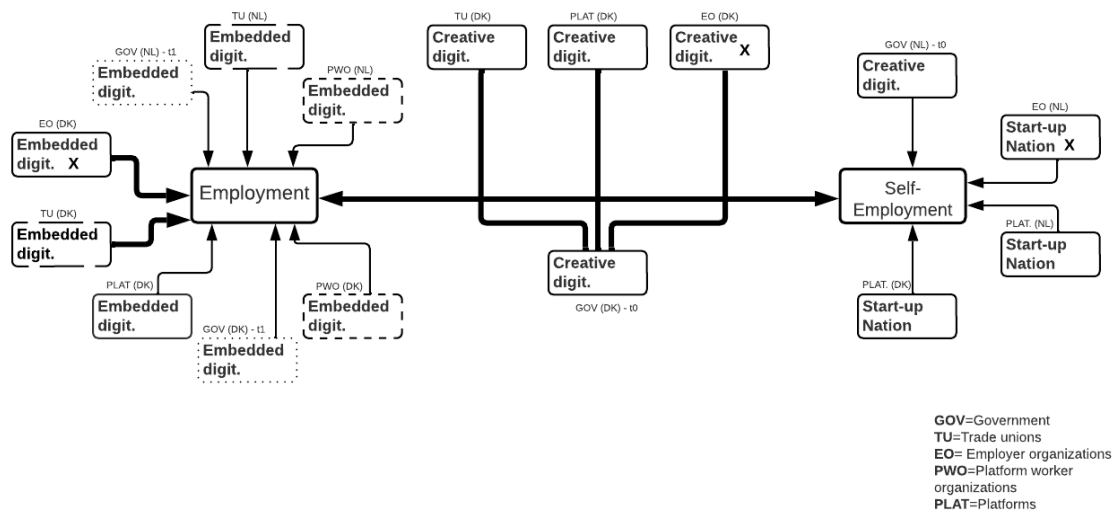 TU (NL)
Embedded
digit.
GOV (NL) - t1
Embedded
digit.
PWO (NL)
Embedded
digit.
EO (DK)
Embedded
digit. X
TU (DK)
Embedded
digit.
Employment
PLAT (DK)
Embedded
digit.
GOV (DK) - t1
Embedded
digit.
PWO (DK)
Embedded
digit.
TU (DK)
Creative
digit.
PLAT (DK)
Creative
digit.
EO (DK)
Creative
digit. X
Creative
digit.
GOV (DK) - t0
GOV (NL) - t0
Creative
digit.
EO (NL)
Start-up
Nation X
Self-
Employment
PLAT. (NL)
Start-up
Nation
PLAT. (DK)
Start-up
Nation
GOV=Government
TU=Trade unions
EO= Employer organizations
PWO=Platform worker
organizations
PLAT=Platforms